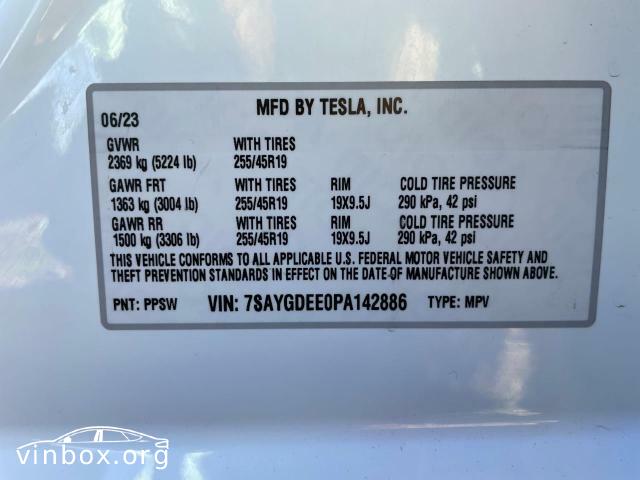 06/23 MFD BY TESLA, INC.
GVWR WITH TIRES
2369 kg (5224 lb) 255/45R19
GAWR FRT WITH TIRES RIM COLD TIRE PRESSURE
1363 kg (3004 lb) 255/45R19 19X9.5J 290 kPa, 42 psi
GAWR RR WITH TIRES RIM COLD TIRE PRESSURE
1500 kg (3306 lb) 255/45R19 19X9.5J 290 kPa, 42 psi
THIS VEHICLE CONFORMS TO ALL APPLICABLE U.S. FEDERAL MOTOR VEHICLE SAFETY AND
THEFT PREVENTION STANDARDS IN EFFECT ON THE DATE OF MANUFACTURE SHOWN ABOVE.
PNT: PPSW VIN: 7SAYGDEE0PA142886 TYPE: MPV
vinbox.org